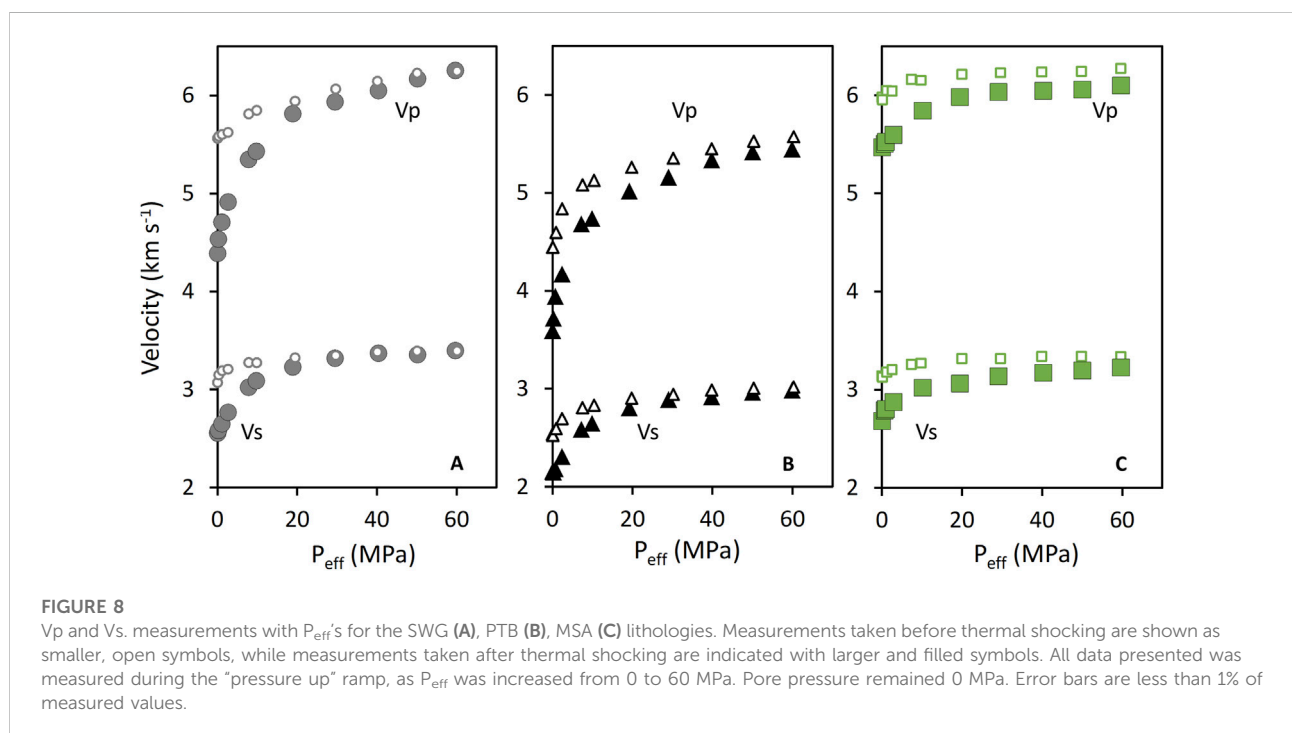 Velocity (km s⁻¹)
6
5
4
3
2
Vp
Vs
A
0 20 40 60
P_eff (MPa)
6
5
4
3
2
Vp
Vs
B
0 20 40 60
P_eff (MPa)
6
5
4
3
2
Vp
Vs
C
0 20 40 60
P_eff (MPa)
FIGURE 8
Vp and Vs. measurements with P_eff's for the SWG (A), PTB (B), MSA (C) lithologies. Measurements taken before thermal shocking are shown as
smaller, open symbols, while measurements taken after thermal shocking are indicated with larger and filled symbols. All data presented was
measured during the "pressure up" ramp, as P_eff was increased from 0 to 60 MPa. Pore pressure remained 0 MPa. Error bars are less than 1% of
measured values.